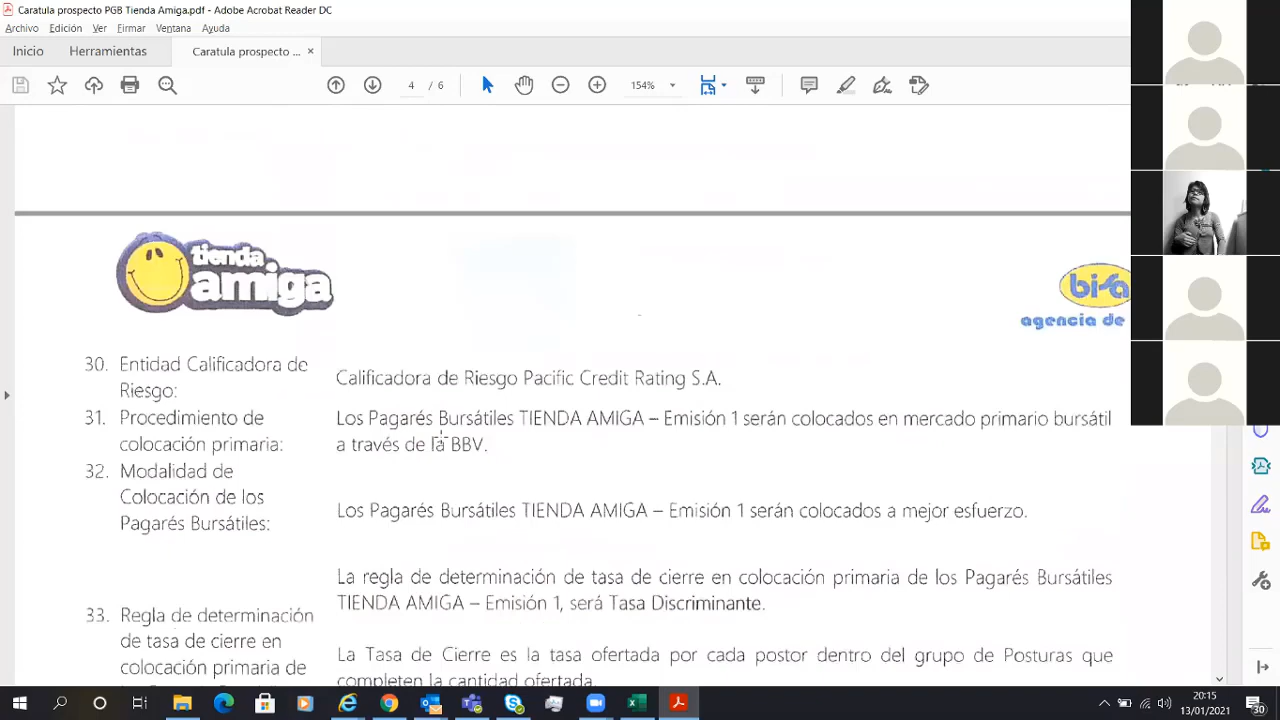 Caratula prospecto PGB Tienda Amiga.pdf - Adobe Acrobat Reader DC
Archivo Edición Ver Firmar Ventana Ayuda
Inicio Herramientas Caratula prospecto ... ×
4 / 6 154%
tienda
amiga
bisa
agencia de
30. Entidad Calificadora de
Riesgo:
Calificadora de Riesgo Pacific Credit Rating S.A.
31. Procedimiento de
colocación primaria:
Los Pagarés Bursátiles TIENDA AMIGA – Emisión 1 serán colocados en mercado primario bursátil
a través de la BBV.
32. Modalidad de
Colocación de los
Pagarés Bursátiles:
Los Pagarés Bursátiles TIENDA AMIGA – Emisión 1 serán colocados a mejor esfuerzo.
33. Regla de determinación
de tasa de cierre en
colocación primaria de
La regla de determinación de tasa de cierre en colocación primaria de los Pagarés Bursátiles
TIENDA AMIGA – Emisión 1, será Tasa Discriminante.
La Tasa de Cierre es la tasa ofertada por cada postor dentro del grupo de Posturas que
completen la cantidad ofertada.
20:15
13/01/2021
30